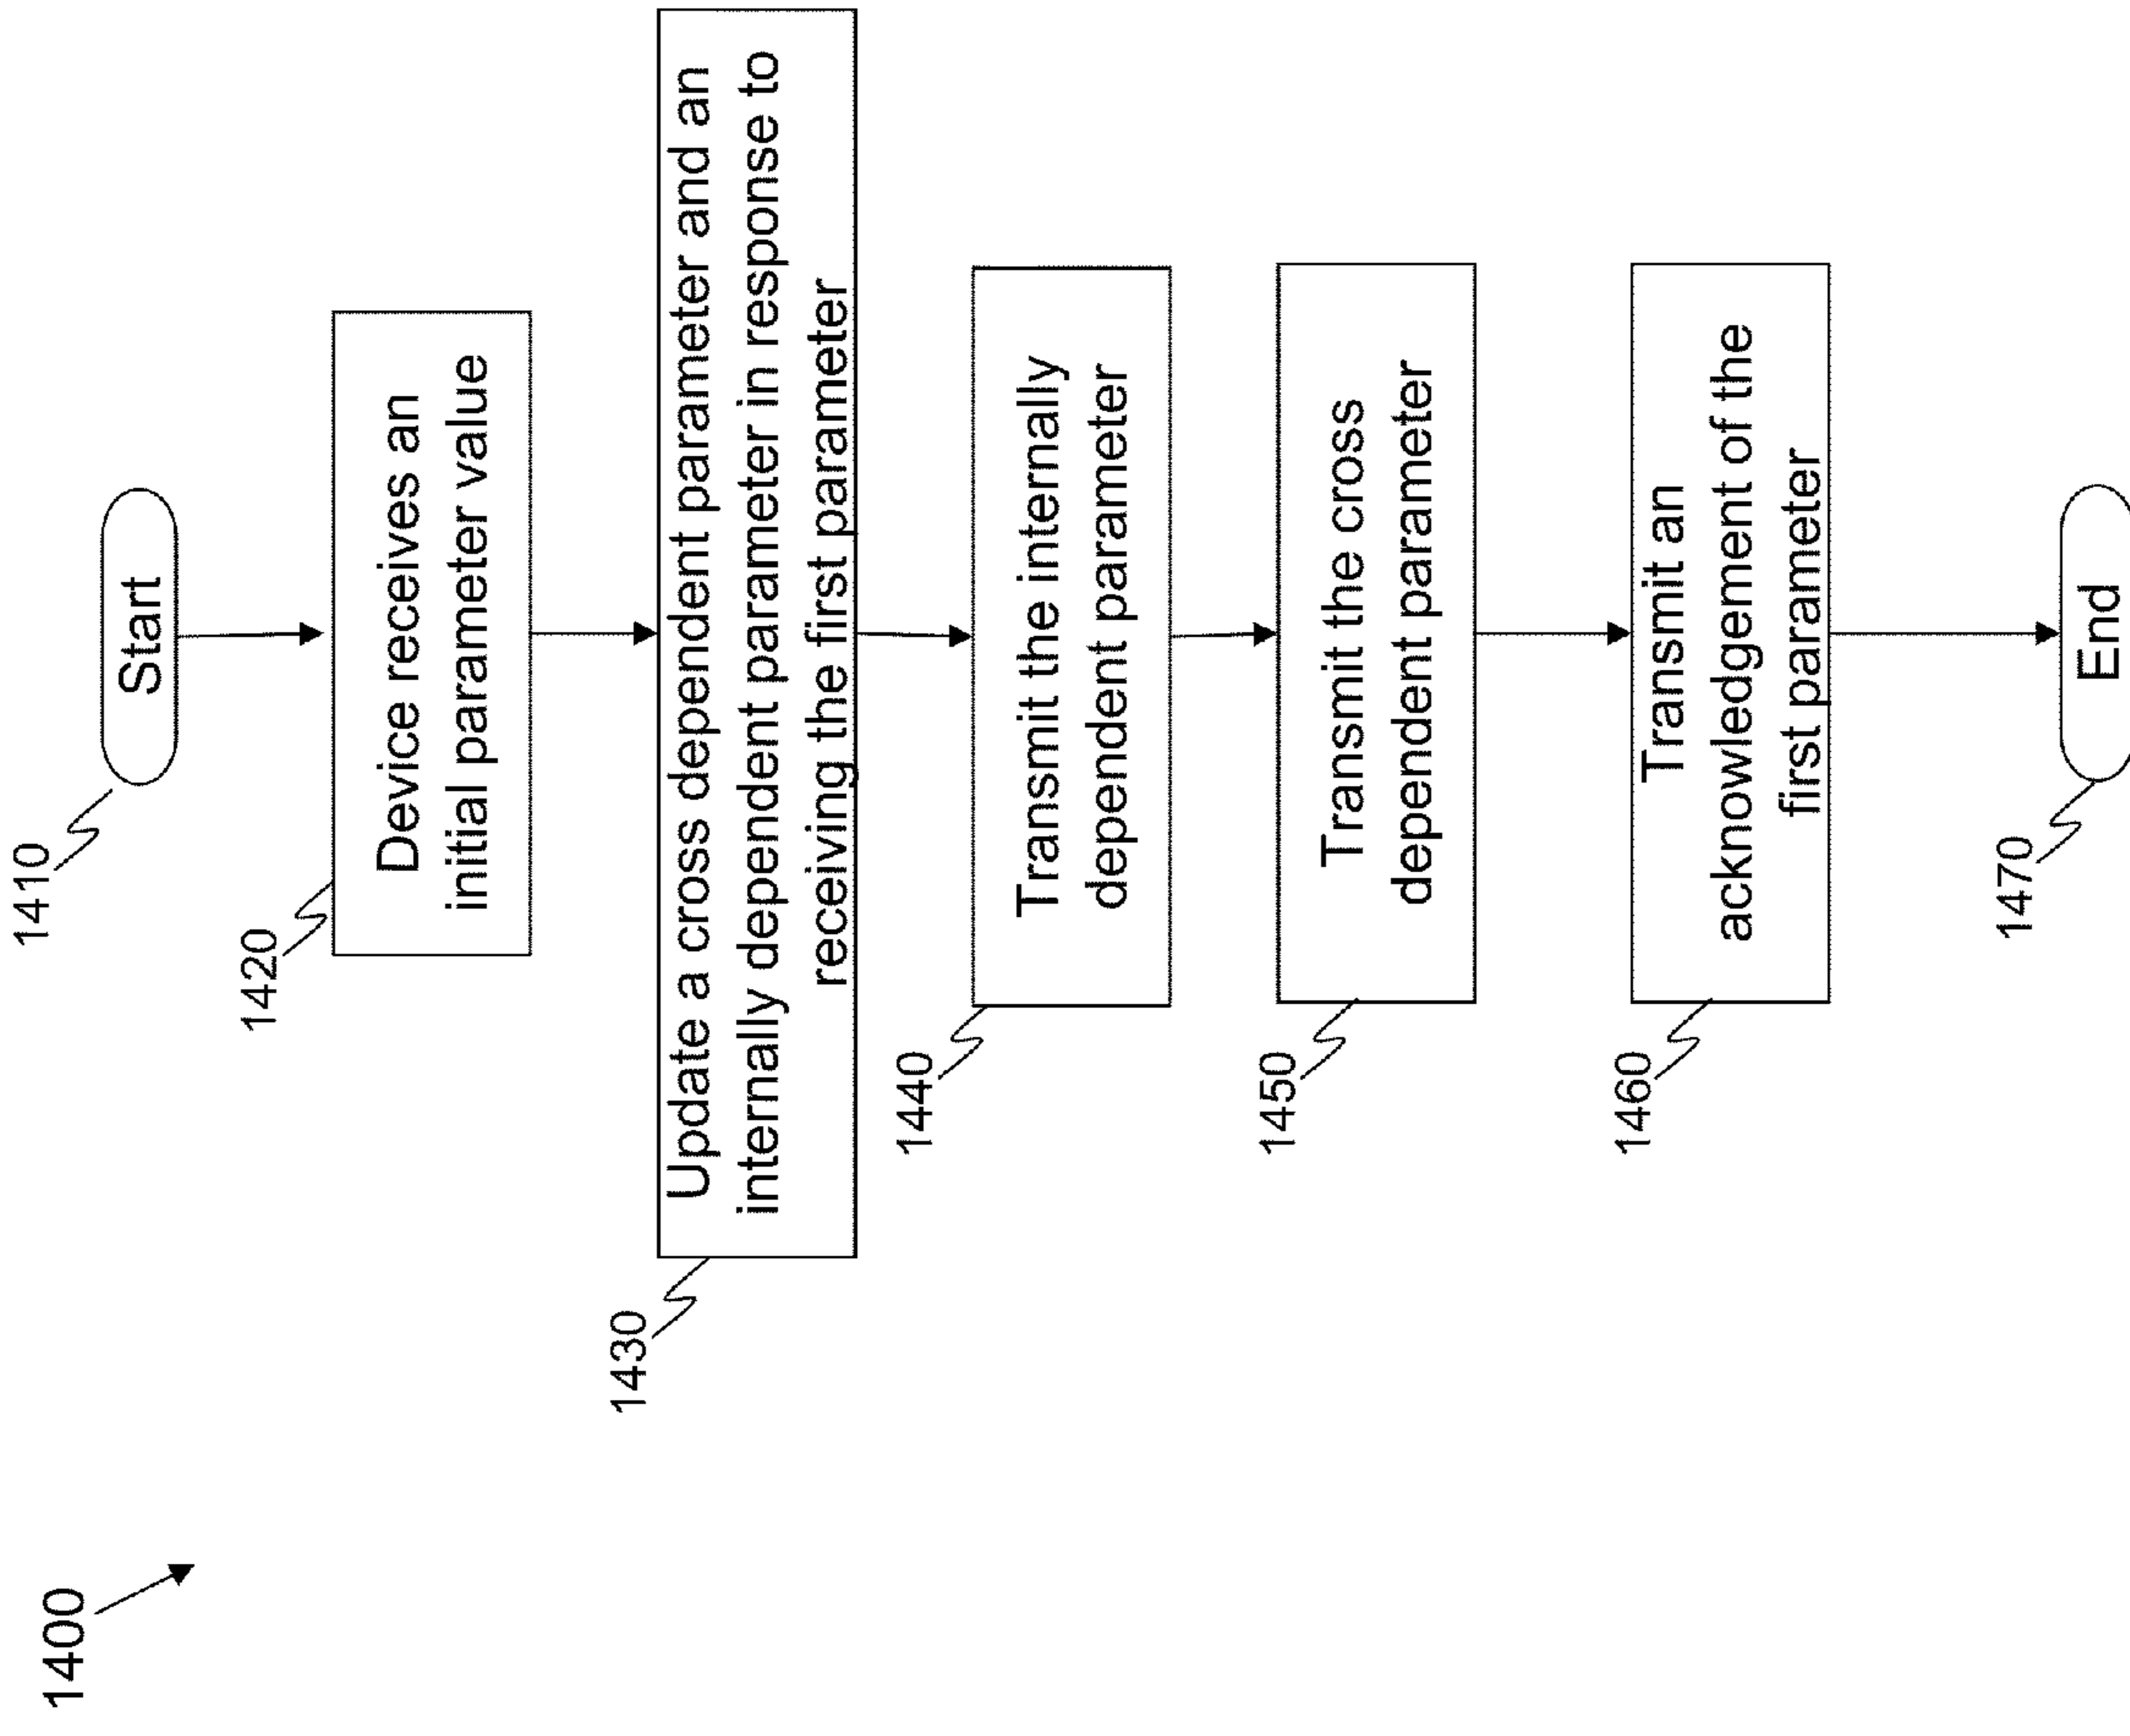 1400
1410
Start
1420
Device receives an
initial parameter value
1430
Update a cross dependent parameter and an
internally dependent parameter in response to
receiving the first parameter
1440
Transmit the internally
dependent parameter
1450
Transmit the cross
dependent parameter
1460
Transmit an
acknowledgement of the
first parameter
1470
End